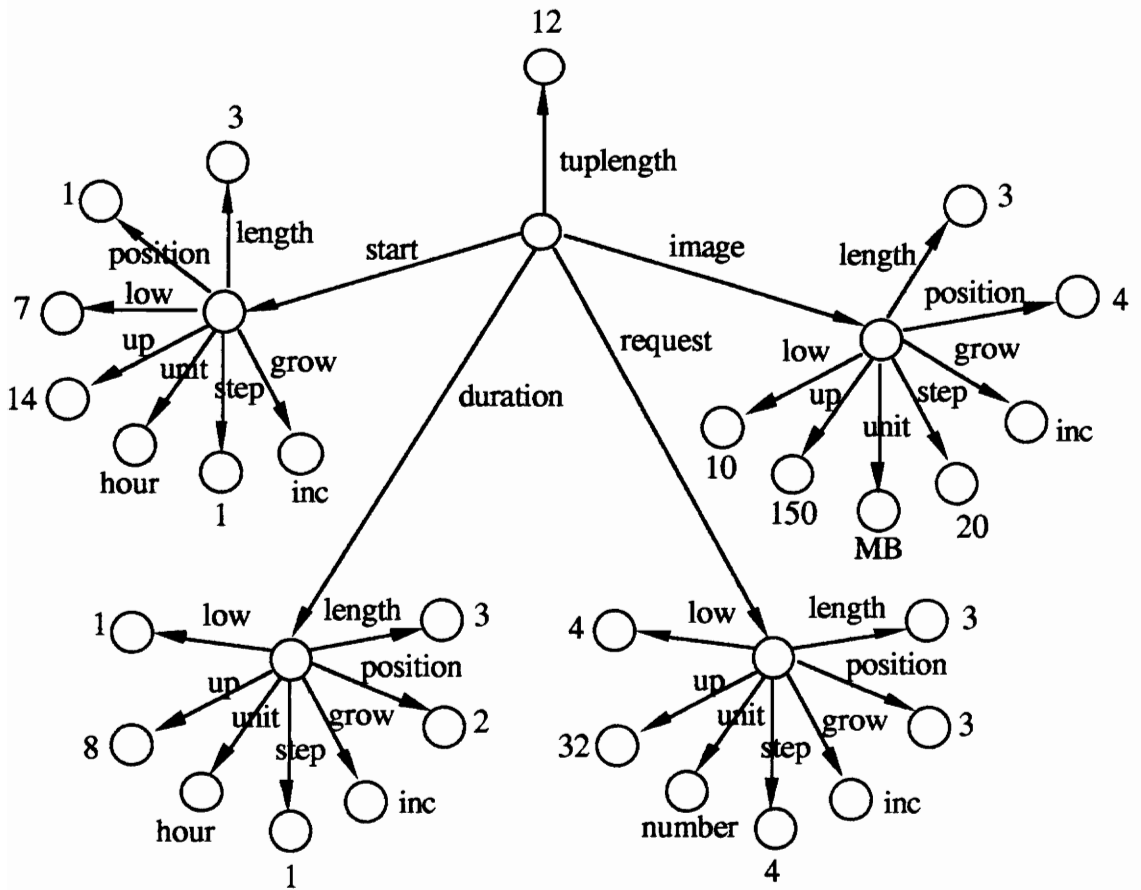 12
tuplength
3
1
length
position
start
7
low
up
14
unit
step
grow
hour
1
inc
image
3
length
position
4
low
grow
up
step
unit
10
150
MB
20
inc
request
duration
1
low
length
3
position
up
8
unit
grow
2
step
hour
inc
1
4
low
length
3
position
up
32
unit
grow
3
step
number
inc
4